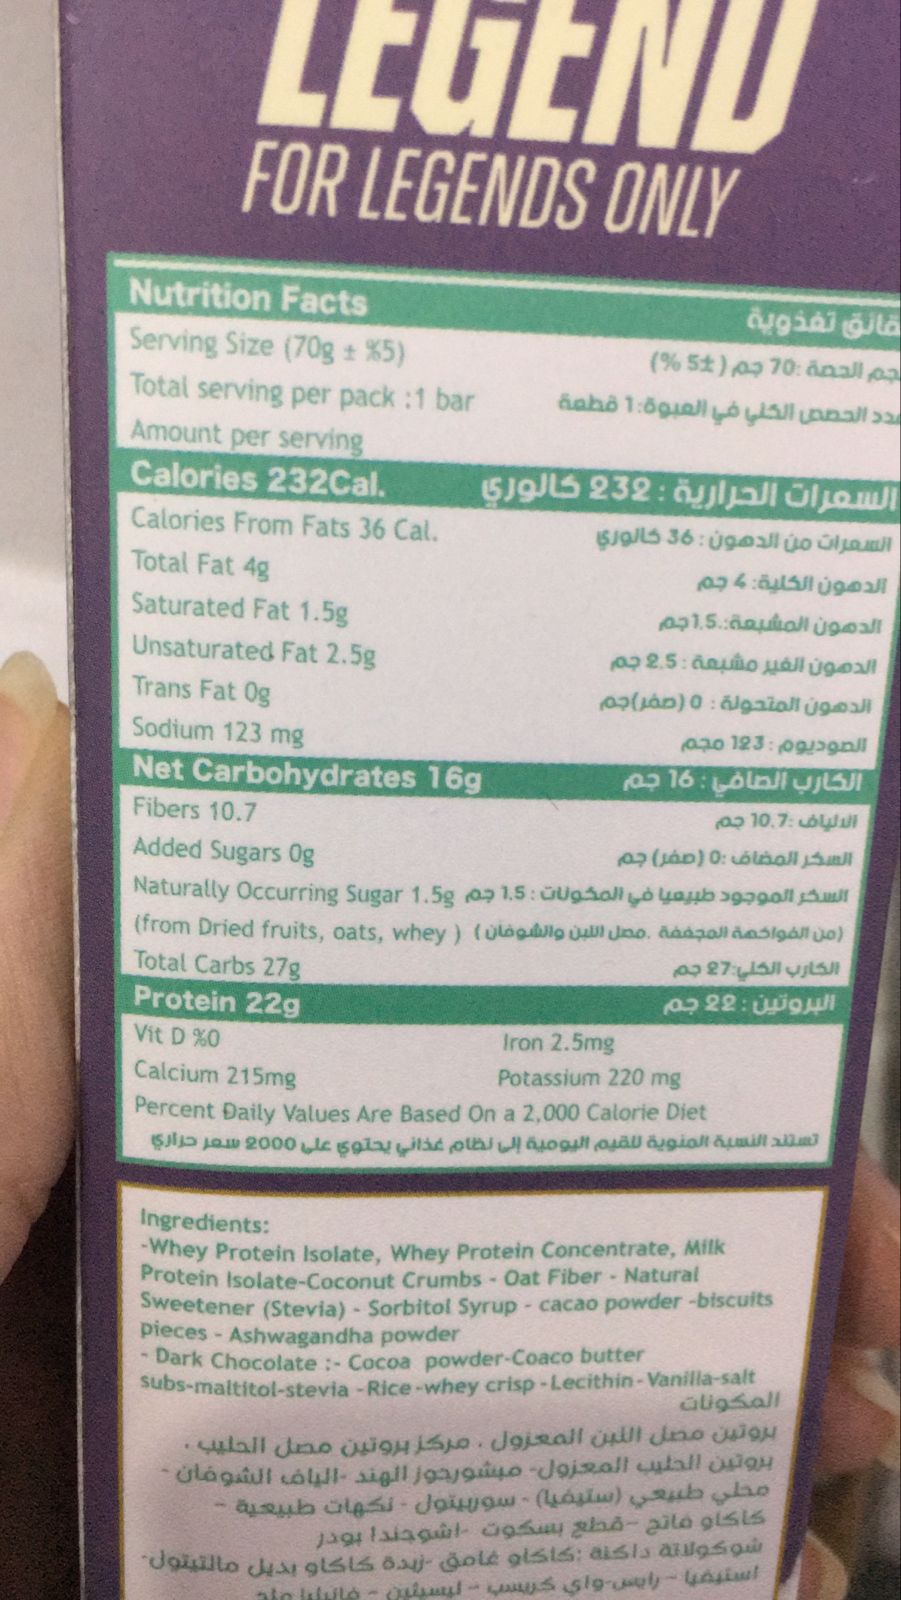 LEGEND
FOR LEGENDS ONLY
Nutrition Facts
تغذوية
Serving Size (70g ± %5)
الحصة :70 جم (±5 %)
Total serving per pack :1 bar
الحصص الكلي في العبوة:1 قطعة
Amount per serving
Calories 232Cal.
السعرات الحرارية : 232 كالوري
Calories From Fats 36 Cal.
السعرات من الدهون : 36 كالوري
Total Fat 4g
الدهون الكلية: 4 جم
Saturated Fat 1.5g
الدهون المشبعة:.1.5جم
Unsaturated Fat 2.5g
الدهون الغير مشبعة : 2.5 جم
Trans Fat 0g
الدهون المتحولة : 0 (صفر)جم
Sodium 123 mg
الصوديوم : 123 مجم
Net Carbohydrates 16g
الكارب الصافي : 16 جم
Fibers 10.7
الالياف :10.7 جم
Added Sugars 0g
السكر المضاف :0 (صفر) جم
Naturally Occurring Sugar 1.5g
السكر الموجود طبيعيا في المكونات : 1.5 جم
(from Dried fruits, oats, whey )
(من الفواكهة المجففة .مصل اللبن والشوفان )
Total Carbs 27g
الكارب الكلي:27 جم
Protein 22g
البروتين : 22 جم
Vit D %0
Iron 2.5mg
Calcium 215mg
Potassium 220 mg
Percent Daily Values Are Based On a 2,000 Calorie Diet
تستند النسبة المئوية للقيم اليومية إلى نظام غذائي يحتوي على 2000 سعر حراري
Ingredients:
-Whey Protein Isolate, Whey Protein Concentrate, Milk
Protein Isolate-Coconut Crumbs - Oat Fiber - Natural
Sweetener (Stevia) - Sorbitol Syrup - cacao powder -biscuits
pieces - Ashwagandha powder
- Dark Chocolate :- Cocoa powder-Coaco butter
subs-maltitol-stevia -Rice -whey crisp -Lecithin- Vanilla-salt
المكونات
بروتين مصل اللبن المعزول . مركز بروتين مصل الحليب .
بروتين الحليب المعزول- مبشورجوز الهند -الياف الشوفان -
محلي طبيعي (ستيفيا) - سوربيتول - نكهات طبيعية -
كاكاو فاتح -قطع بسكوت -اشوجندا بودر
شوكولاتة داكنة :كاكاو غامق -زبدة كاكاو بديل مالتيتول-
استيفيا - رايس-واي كريسب - ليسيثين - فانيليا ملح